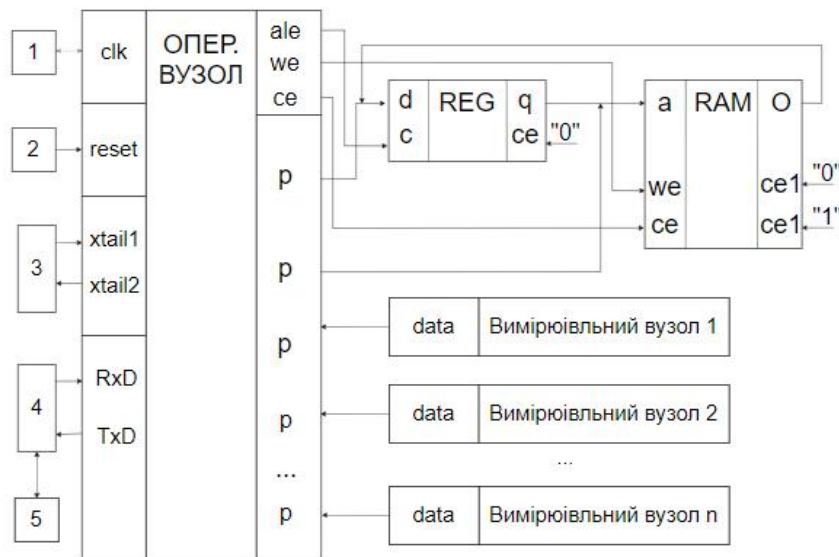 1
clk
ОПЕР.
ВУЗОЛ
ale
we
ce
2
reset
3
xtail1
xtail2
4
RxD
TxD
5
p
p
p
p
...
p
d
REG
q
c
ce
"0"
a
RAM
O
we
ce1
"0"
ce
ce1
"1"
data
Вимірюівльний вузол 1
data
Вимірюівльний вузол 2
...
data
Вимірюівльний вузол n